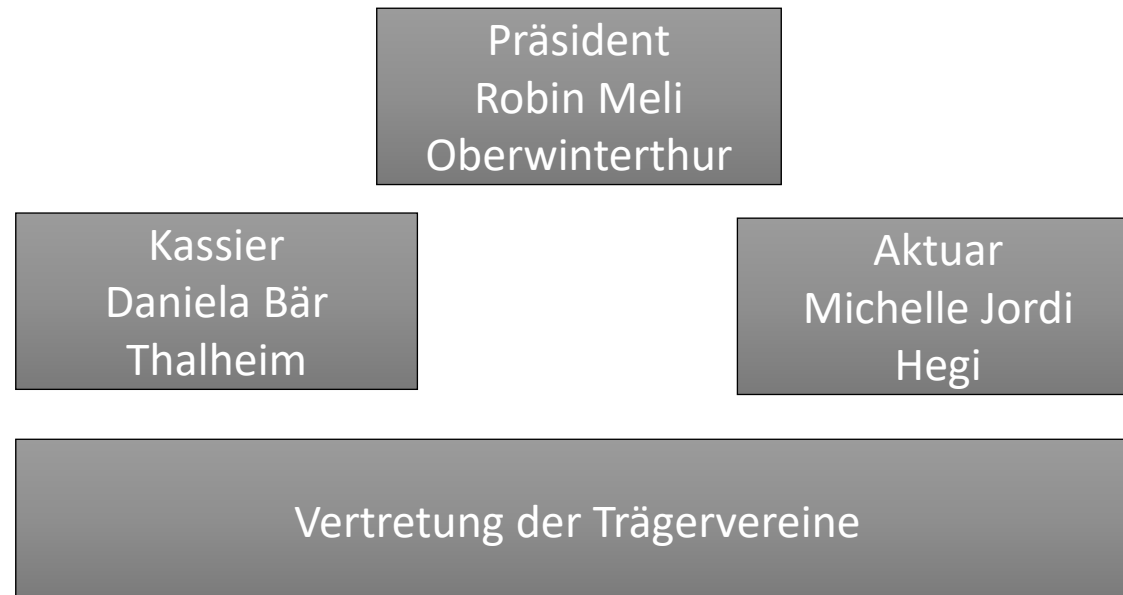 Präsident
Robin Meli
Oberwinterthur
Kassier
Daniela Bär
Thalheim
Aktuar
Michelle Jordi
Hegi
Vertretung der Trägervereine